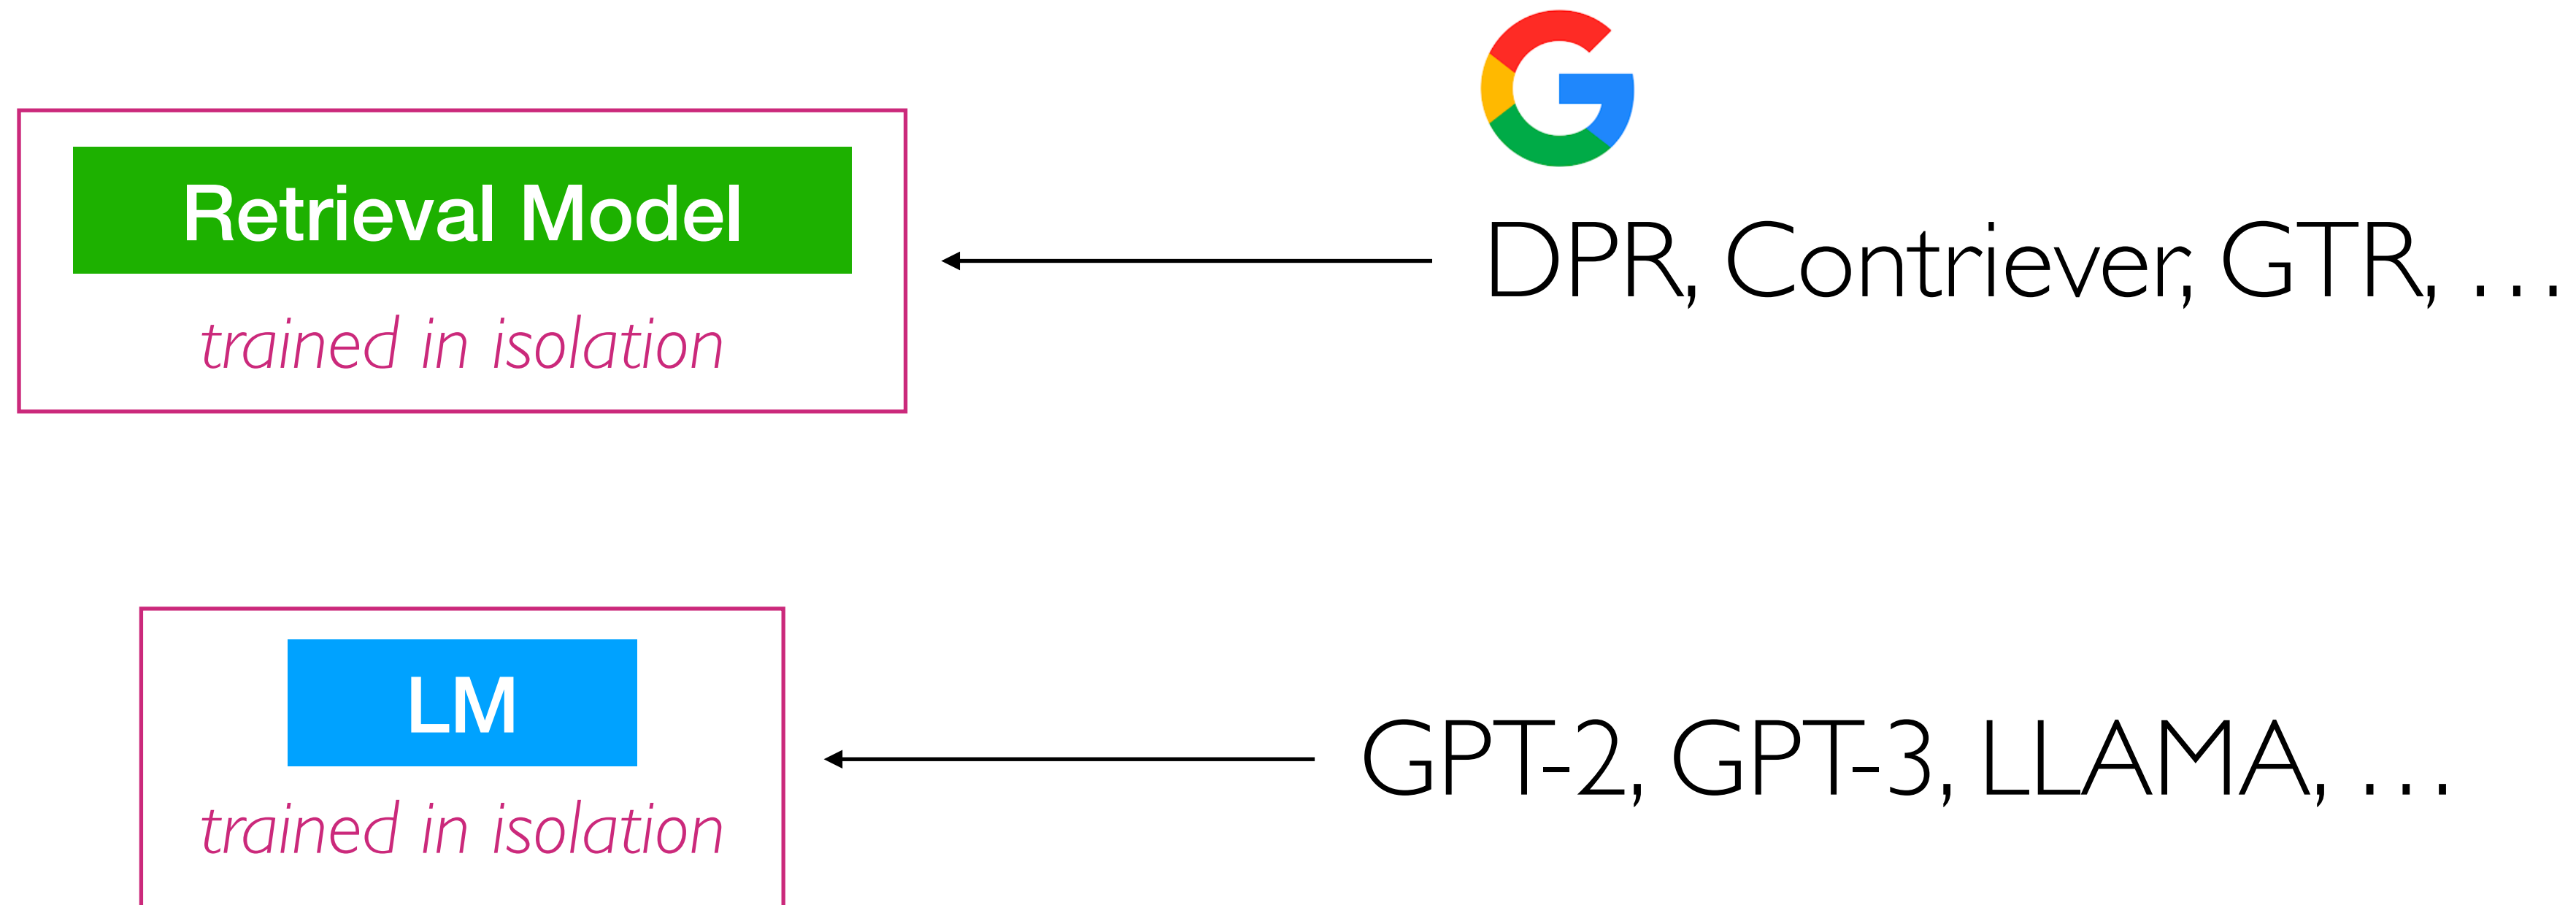 Retrieval Model
trained in isolation
DPR, Contriever, GTR, …
LM
trained in isolation
GPT-2, GPT-3, LLAMA, …